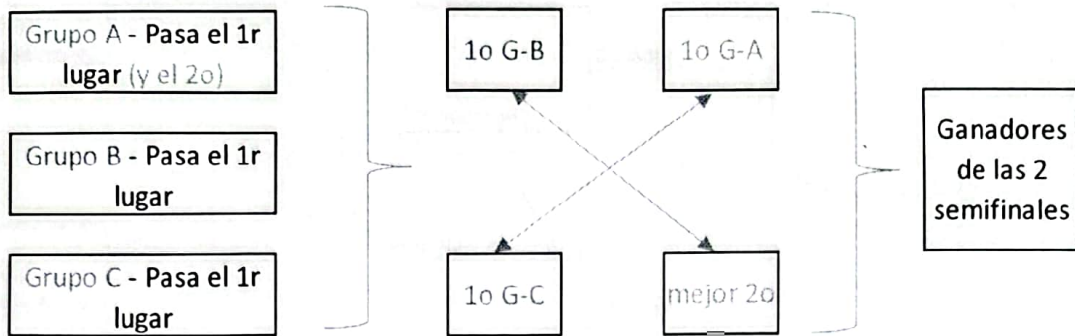 Grupo A - Pasa el 1r
lugar (y el 2o)
Grupo B - Pasa el 1r
lugar
Grupo C - Pasa el 1r
lugar
1o G-B
1o G-A
1o G-C
mejor 2o
Ganadores
de las 2
semifinales